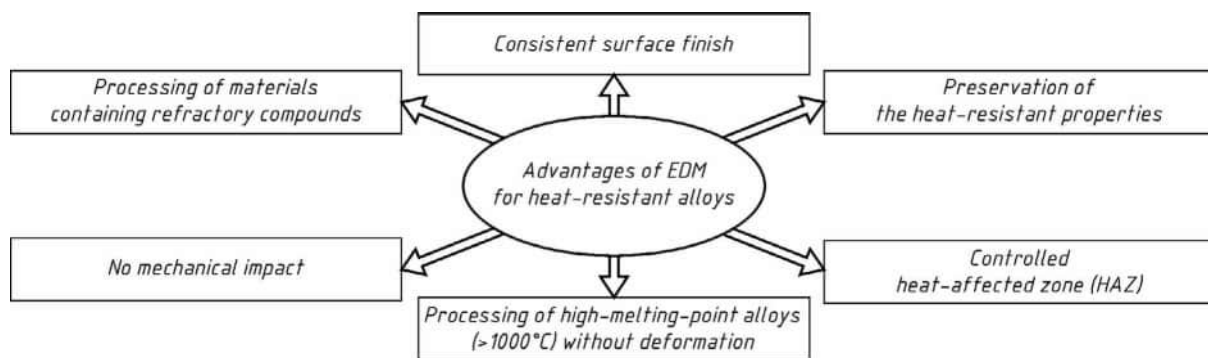 Consistent surface finish
Processing of materials
containing refractory compounds
Preservation of
the heat-resistant properties
Advantages of EDM
for heat-resistant alloys
No mechanical impact
Controlled
heat-affected zone (HAZ)
Processing of high-melting-point alloys
(>1000°C) without deformation